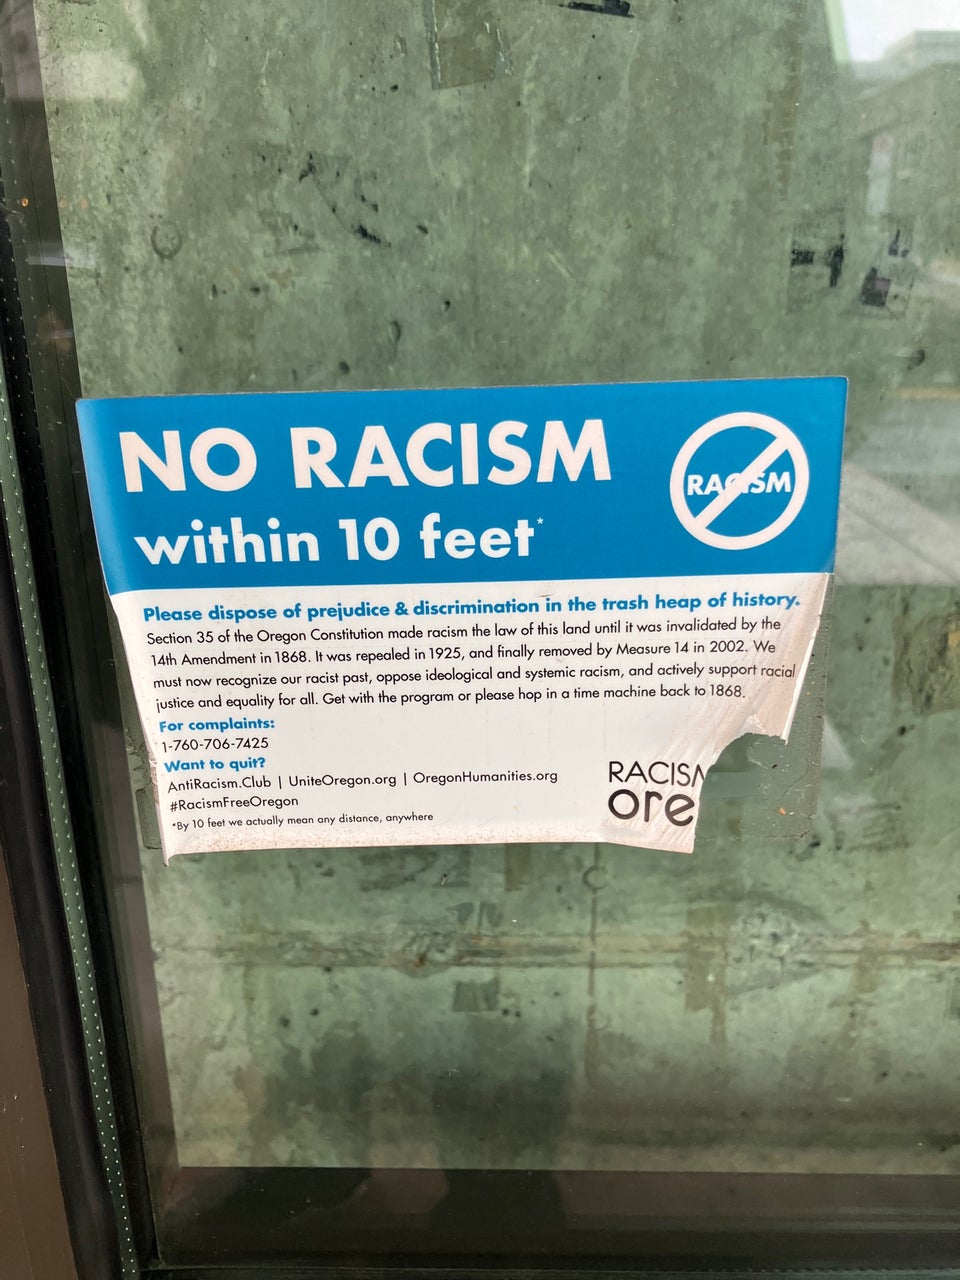 NO RACISM
within 10 feet*
RACISM
Please dispose of prejudice & discrimination in the trash heap of history.
Section 35 of the Oregon Constitution made racism the law of this land until it was invalidated by the
14th Amendment in 1868. It was repealed in 1925, and finally removed by Measure 14 in 2002. We
must now recognize our racist past, oppose ideological and systemic racism, and actively support racial
justice and equality for all. Get with the program or please hop in a time machine back to 1868.
For complaints:
1-760-706-7425
Want to quit?
AntiRacism.Club | UniteOregon.org | OregonHumanities.org
#RacismFreeOregon
*By 10 feet we actually mean any distance, anywhere